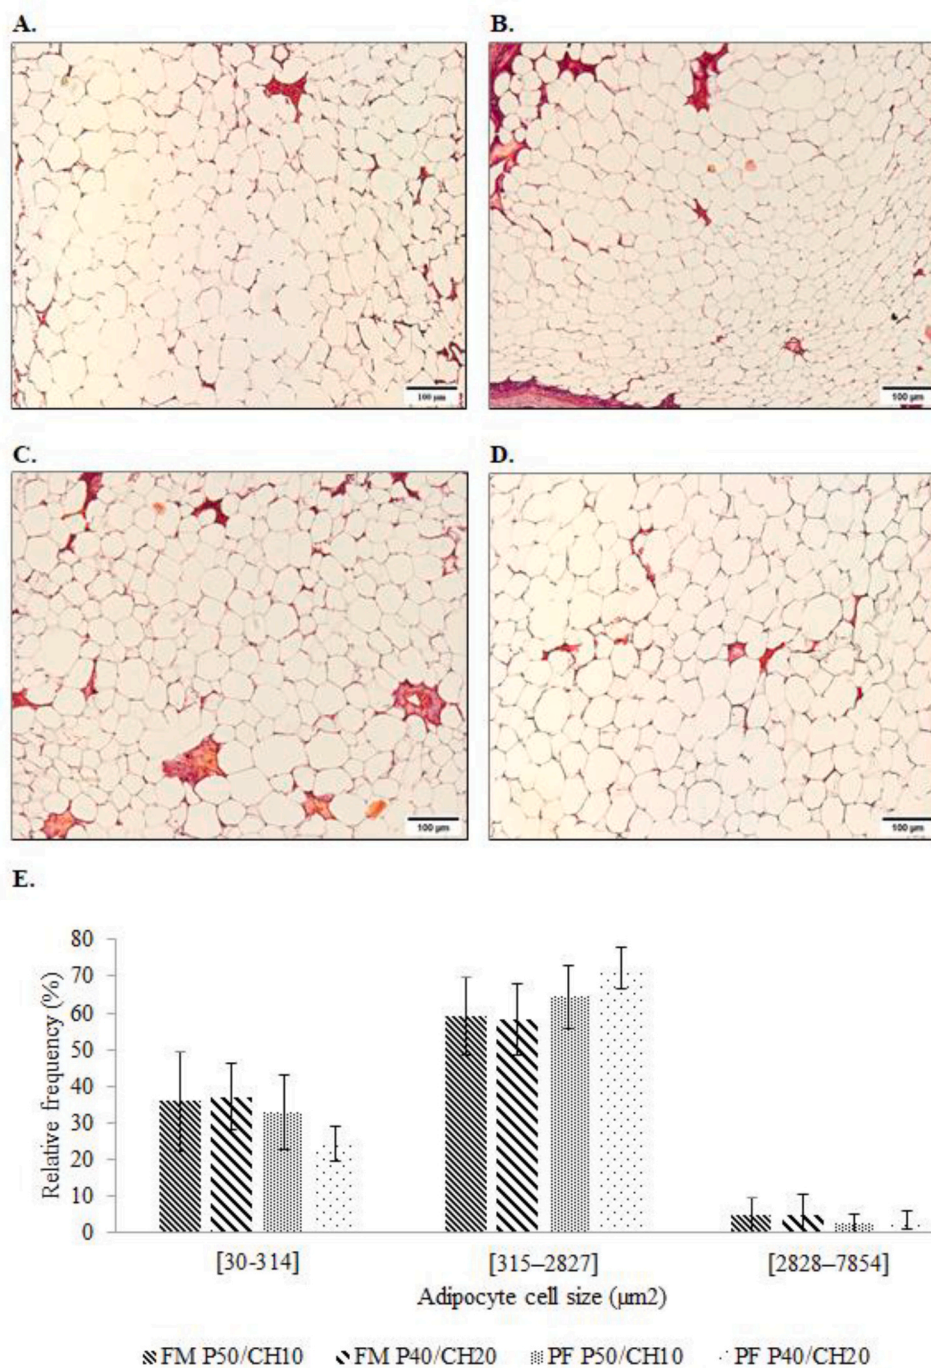 A.
B.
100 µm
100 µm
C.
D.
100 µm
100 µm
E.
80
70
60
50
40
30
20
10
0
Relative frequency (%)
[30-314]
[315–2827]
[2828–7854]
Adipocyte cell size (µm2)
FM P50/CH10
FM P40/CH20
PF P50/CH10
PF P40/CH20